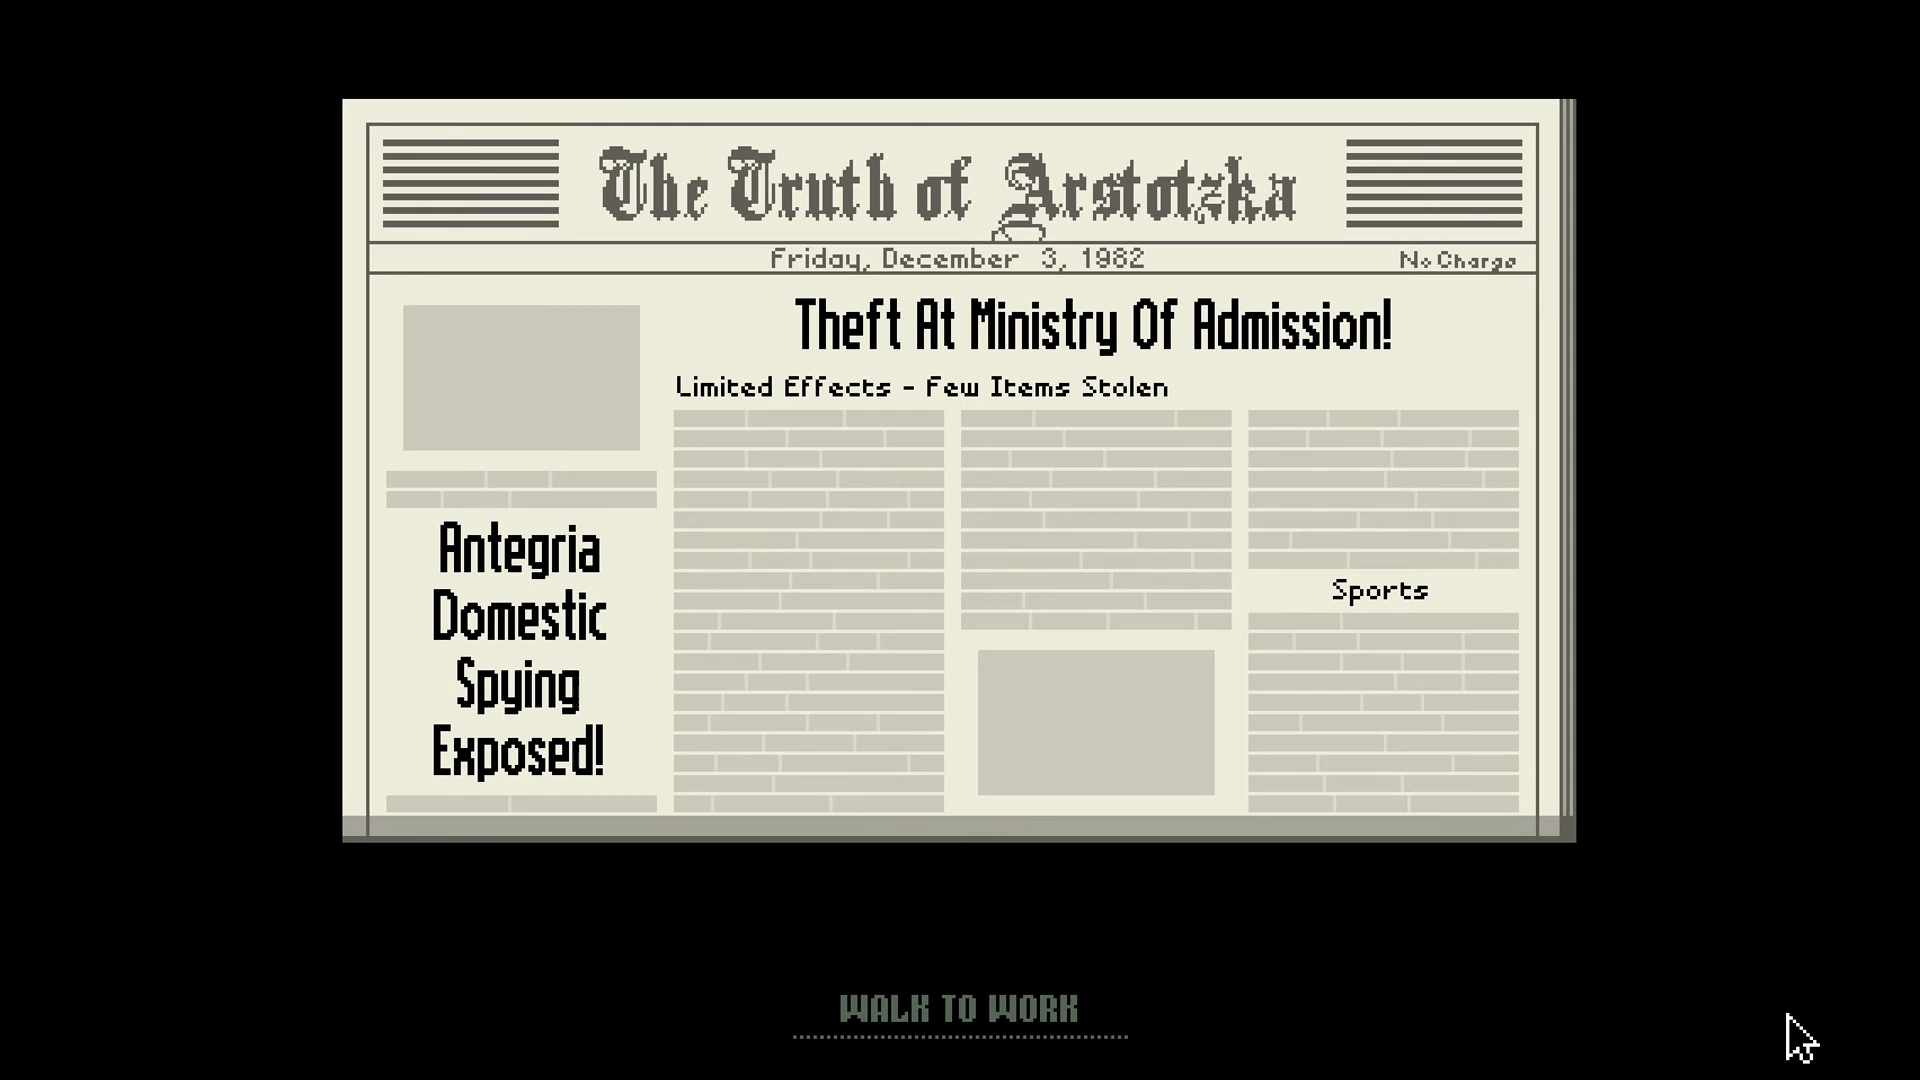 The Truth of Arstotzka
Friday, December 3, 1982
No Charge
Theft At Ministry Of Admission!
Limited Effects - Few Items Stolen
Antegria
Domestic
Spying
Exposed!
Sports
WALK TO WORK